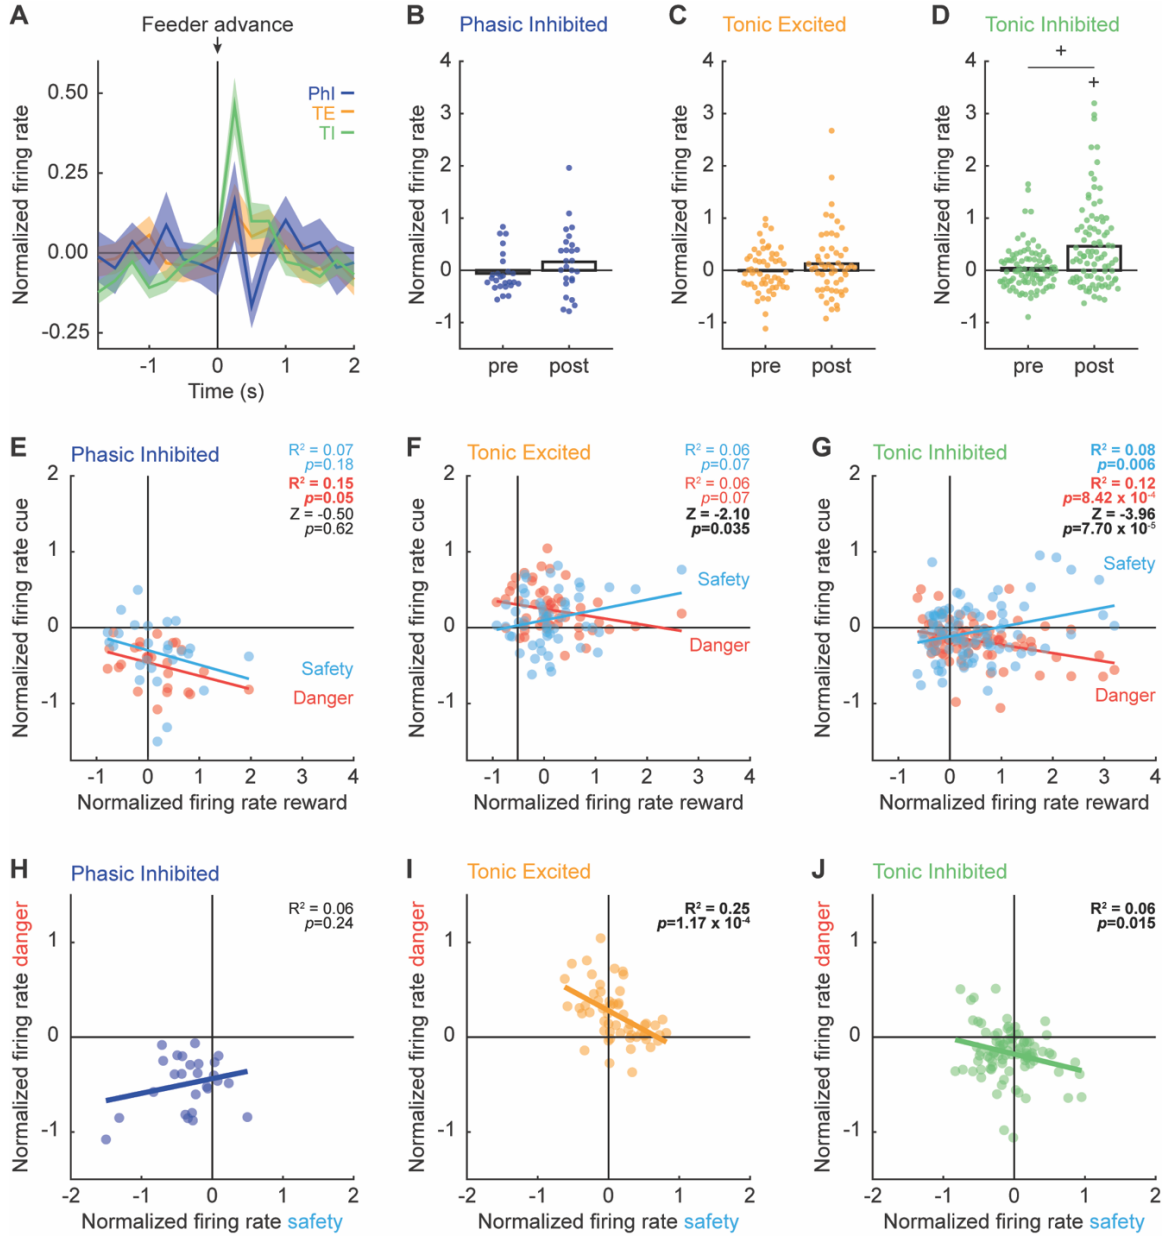 A
Feeder advance
Normalized firing rate
0.50
0.25
0.00
-0.25
PhI
TE
TI
-1
0
1
2
Time (s)
B
Phasic Inhibited
Normalized firing rate
4
3
2
1
0
-1
pre
post
C
Tonic Excited
Normalized firing rate
4
3
2
1
0
-1
pre
post
D
Tonic Inhibited
Normalized firing rate
4
3
2
1
0
-1
+
+
pre
post
E
Phasic Inhibited
R² = 0.07
p=0.18
R² = 0.15
p=0.05
Z = -0.50
p=0.62
Normalized firing rate cue
2
1
0
-1
Safety
Danger
-1
0
1
2
3
4
Normalized firing rate reward
F
Tonic Excited
R² = 0.06
p=0.07
R² = 0.06
p=0.07
Z = -2.10
p=0.035
Normalized firing rate cue
2
1
0
-1
Safety
Danger
-1
0
1
2
3
4
Normalized firing rate reward
G
Tonic Inhibited
R² = 0.08
p=0.006
R² = 0.12
p=8.42 x 10⁻⁴
Z = -3.96
p=7.70 x 10⁻⁵
Normalized firing rate cue
2
1
0
-1
Safety
Danger
-1
0
1
2
3
4
Normalized firing rate reward
H
Phasic Inhibited
R² = 0.06
p=0.24
Normalized firing rate danger
1
0
-1
-2
-1
0
1
2
Normalized firing rate safety
I
Tonic Excited
R² = 0.25
p=1.17 x 10⁻⁴
Normalized firing rate danger
1
0
-1
-2
-1
0
1
2
Normalized firing rate safety
J
Tonic Inhibited
R² = 0.06
p=0.015
Normalized firing rate danger
1
0
-1
-2
-1
0
1
2
Normalized firing rate safety